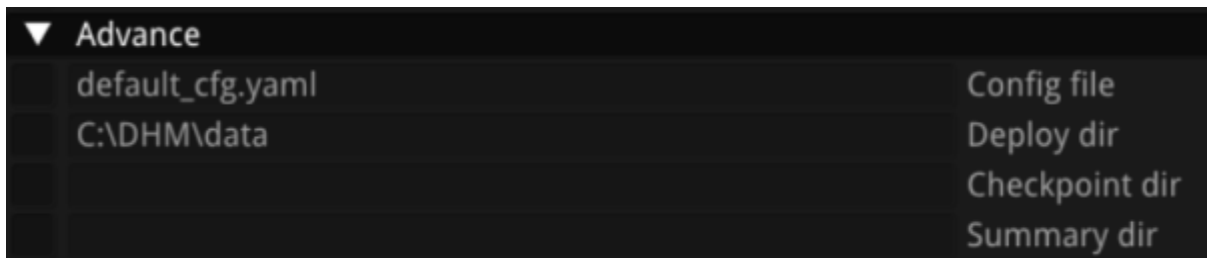 ▼ Advance
default_cfg.yaml Config file
C:\DHM\data Deploy dir
Checkpoint dir
Summary dir